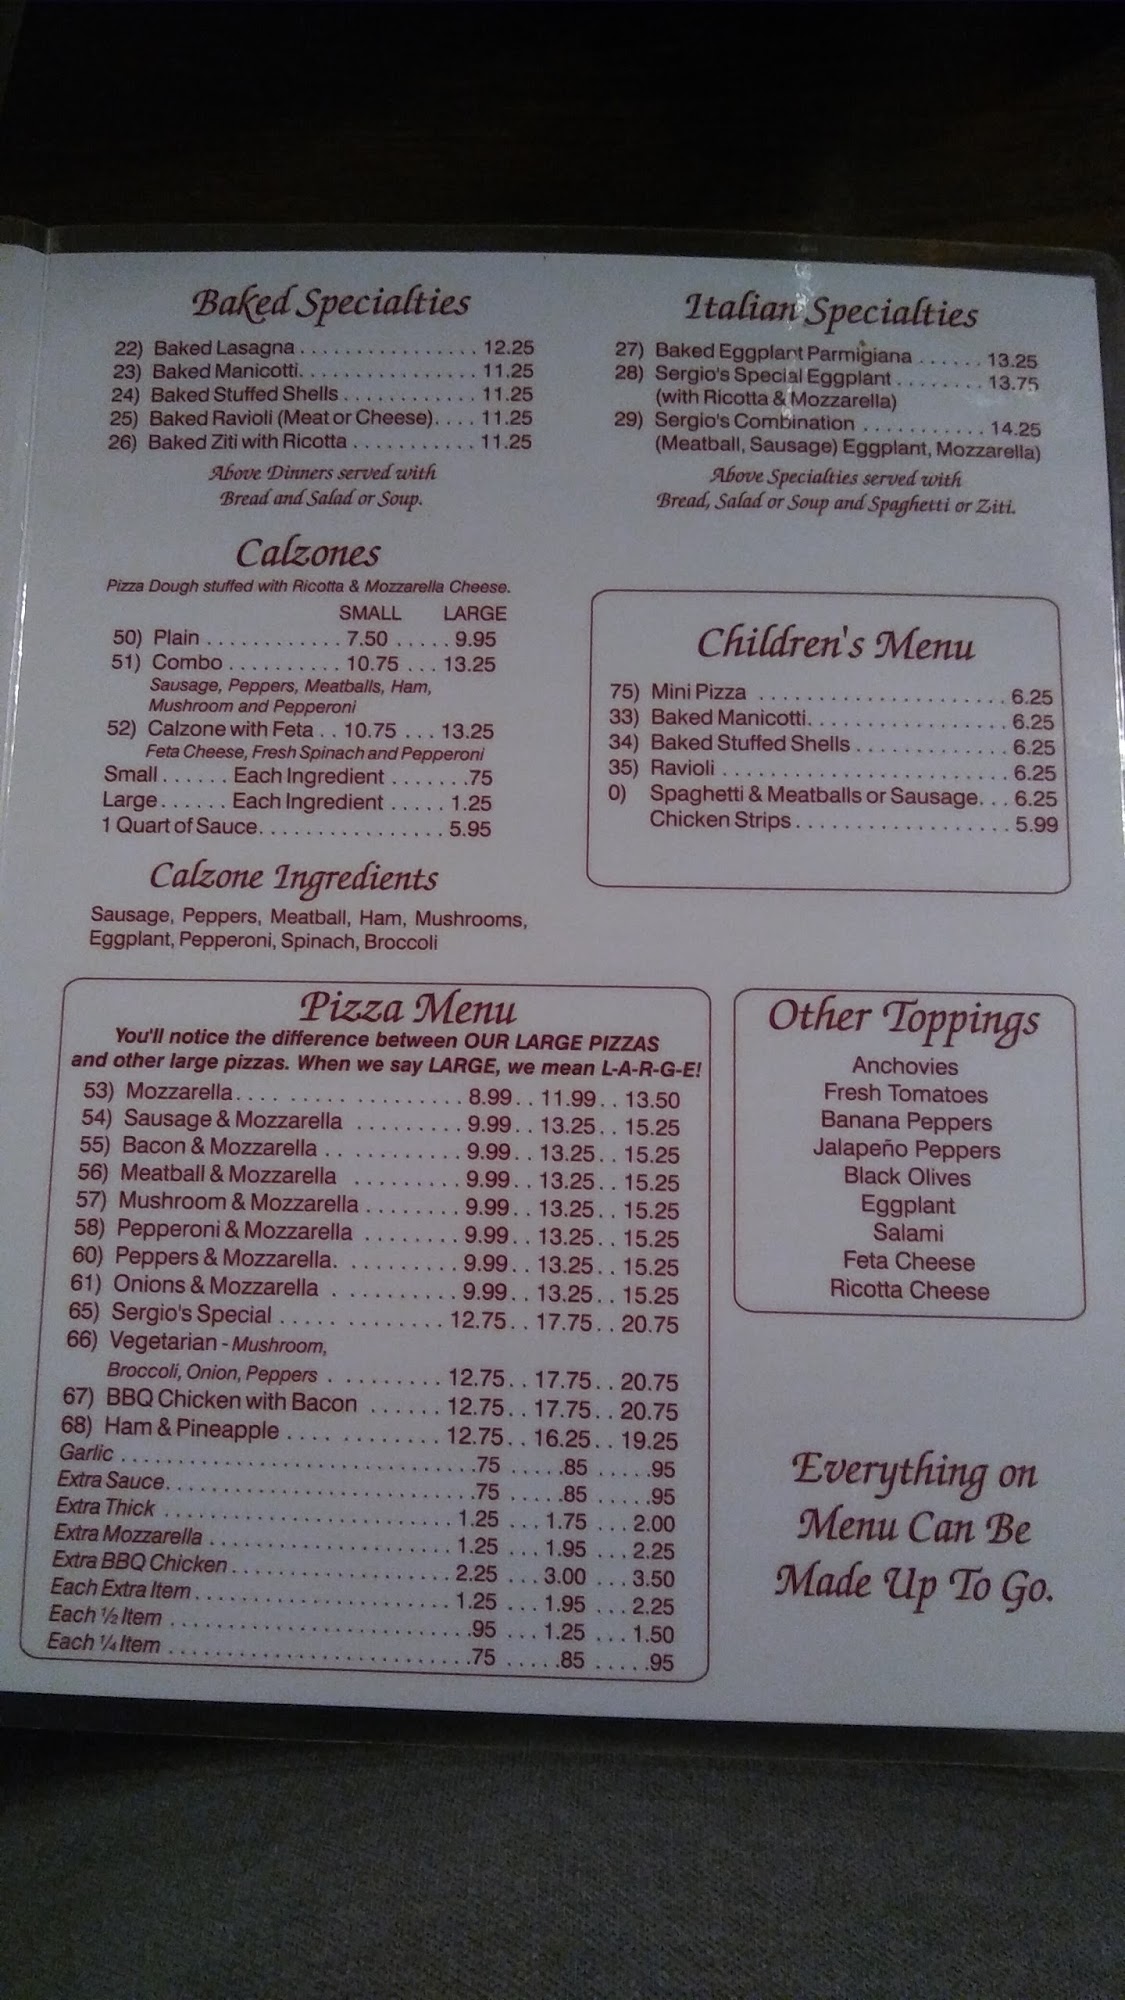 Baked Specialties
22) Baked Lasagna . . . . . . . . . . . . . . . . 12.25
23) Baked Manicotti. . . . . . . . . . . . . . . . 11.25
24) Baked Stuffed Shells . . . . . . . . . . . . 11.25
25) Baked Ravioli (Meat or Cheese). . . . 11.25
26) Baked Ziti with Ricotta . . . . . . . . . . . 11.25
Above Dinners served with
Bread and Salad or Soup.
Italian Specialties
27) Baked Eggplant Parmigiana . . . . . . 13.25
28) Sergio's Special Eggplant . . . . . . . . 13.75
(with Ricotta & Mozzarella)
29) Sergio's Combination . . . . . . . . . . . 14.25
(Meatball, Sausage) Eggplant, Mozzarella)
Above Specialties served with
Bread, Salad or Soup and Spaghetti or Ziti.
Calzones
Pizza Dough stuffed with Ricotta & Mozzarella Cheese.
SMALL LARGE
50) Plain . . . . . . . . . . . . 7.50 . . . . . 9.95
51) Combo . . . . . . . . . . 10.75 . . . 13.25
Sausage, Peppers, Meatballs, Ham,
Mushroom and Pepperoni
52) Calzone with Feta . . 10.75 . . . 13.25
Feta Cheese, Fresh Spinach and Pepperoni
Small . . . . . . Each Ingredient . . . . . . .75
Large . . . . . . Each Ingredient . . . . . 1.25
1 Quart of Sauce. . . . . . . . . . . . . . . . 5.95
Calzone Ingredients
Sausage, Peppers, Meatball, Ham, Mushrooms,
Eggplant, Pepperoni, Spinach, Broccoli
Children's Menu
75) Mini Pizza . . . . . . . . . . . . . . . . . . . . 6.25
33) Baked Manicotti. . . . . . . . . . . . . . . . 6.25
34) Baked Stuffed Shells . . . . . . . . . . . . 6.25
35) Ravioli . . . . . . . . . . . . . . . . . . . . . . . 6.25
0) Spaghetti & Meatballs or Sausage. . . 6.25
Chicken Strips . . . . . . . . . . . . . . . . . 5.99
Pizza Menu
You'll notice the difference between OUR LARGE PIZZAS
and other large pizzas. When we say LARGE, we mean L-A-R-G-E!
53) Mozzarella . . . . . . . . . . . . . . . . . 8.99 . . 11.99 . . 13.50
54) Sausage & Mozzarella . . . . . . . . . 9.99 . . 13.25 . . 15.25
55) Bacon & Mozzarella . . . . . . . . . . . 9.99 . . 13.25 . . 15.25
56) Meatball & Mozzarella . . . . . . . . . 9.99 . . 13.25 . . 15.25
57) Mushroom & Mozzarella . . . . . . . . 9.99 . . 13.25 . . 15.25
58) Pepperoni & Mozzarella . . . . . . . . 9.99 . . 13.25 . . 15.25
60) Peppers & Mozzarella. . . . . . . . . . 9.99 . . 13.25 . . 15.25
61) Onions & Mozzarella . . . . . . . . . . 9.99 . . 13.25 . . 15.25
65) Sergio's Special . . . . . . . . . . . . . 12.75 . . 17.75 . . 20.75
66) Vegetarian - Mushroom,
Broccoli, Onion, Peppers . . . . . . . . . 12.75 . . 17.75 . . 20.75
67) BBQ Chicken with Bacon . . . . . . 12.75 . . 17.75 . . 20.75
68) Ham & Pineapple . . . . . . . . . . . . 12.75 . . 16.25 . . 19.25
Garlic . . . . . . . . . . . . . . . . . . . . . . . . . . . .75 . . . . .85 . . . . .95
Extra Sauce. . . . . . . . . . . . . . . . . . . . . . . .75 . . . . .85 . . . . .95
Extra Thick . . . . . . . . . . . . . . . . . . . . . . 1.25 . . . 1.75 . . . 2.00
Extra Mozzarella . . . . . . . . . . . . . . . . . . 1.25 . . . 1.95 . . . 2.25
Extra BBQ Chicken . . . . . . . . . . . . . . . . 2.25 . . . 3.00 . . . 3.50
Each Extra Item . . . . . . . . . . . . . . . . . . . 1.25 . . . 1.95 . . . 2.25
Each ½ Item . . . . . . . . . . . . . . . . . . . . . . .95 . . . 1.25 . . . 1.50
Each ¼ Item . . . . . . . . . . . . . . . . . . . . . . .75 . . . . .85 . . . . .95
Other Toppings
Anchovies
Fresh Tomatoes
Banana Peppers
Jalapeño Peppers
Black Olives
Eggplant
Salami
Feta Cheese
Ricotta Cheese
Everything on
Menu Can Be
Made Up To Go.